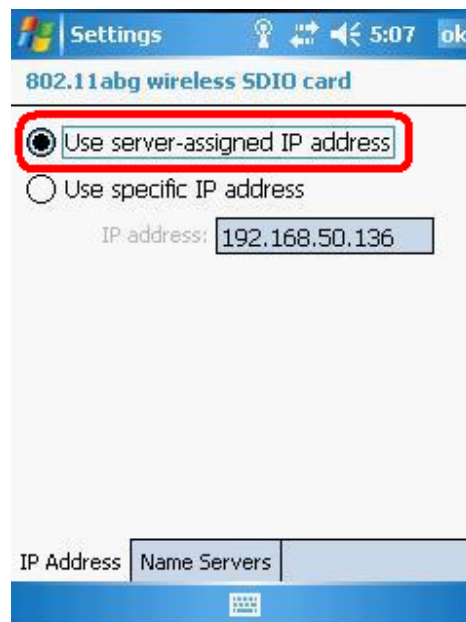 Settings 5:07 ok
802.11abg wireless SDIO card
Use server-assigned IP address
Use specific IP address
IP address: 192.168.50.136
IP Address Name Servers